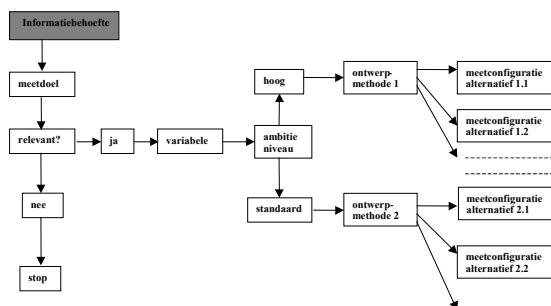 Informatiebehoefte
meetdoel
relevant?
ja
variabele
ambitie
niveau
nee
stop
hoog
ontwerp-
methode 1
meetconfiguratie
alternatief 1.1
meetconfiguratie
alternatief 1.2
standaard
ontwerp-
methode 2
meetconfiguratie
alternatief 2.1
meetconfiguratie
alternatief 2.2